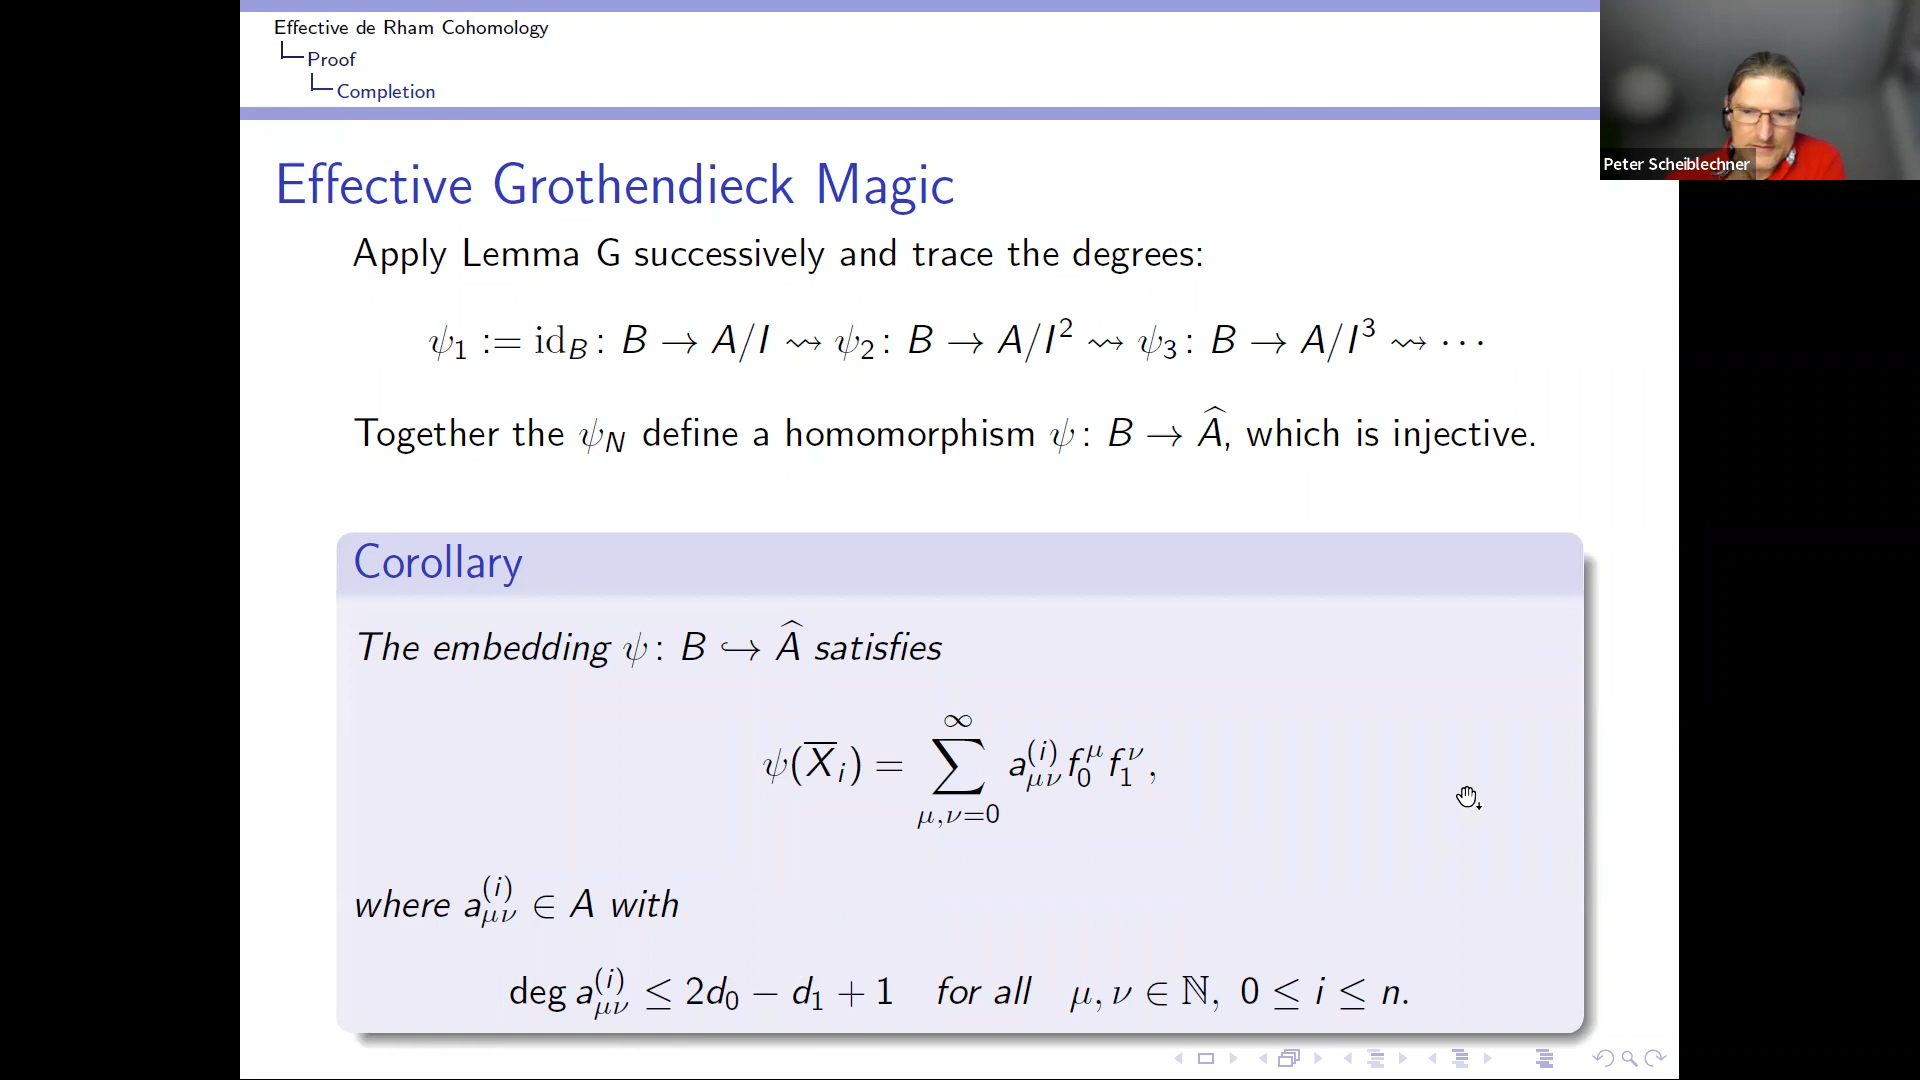 Effective de Rham Cohomology
Proof
Completion
Peter Scheiblechner
Effective Grothendieck Magic
Apply Lemma G successively and trace the degrees:
ψ₁ := id_B : B → A/I ⇝ ψ₂ : B → A/I² ⇝ ψ₃ : B → A/I³ ⇝ ⋯
Together the ψ_N define a homomorphism ψ : B → Â, which is injective.
Corollary
The embedding ψ : B ↪ Â satisfies
ψ(X̅_i) = ∑_{μ,ν=0}^{∞} a_{μν}^{(i)} f_0^μ f_1^ν,
where a_{μν}^{(i)} ∈ A with
deg a_{μν}^{(i)} ≤ 2d₀ − d₁ + 1 for all μ, ν ∈ ℕ, 0 ≤ i ≤ n.